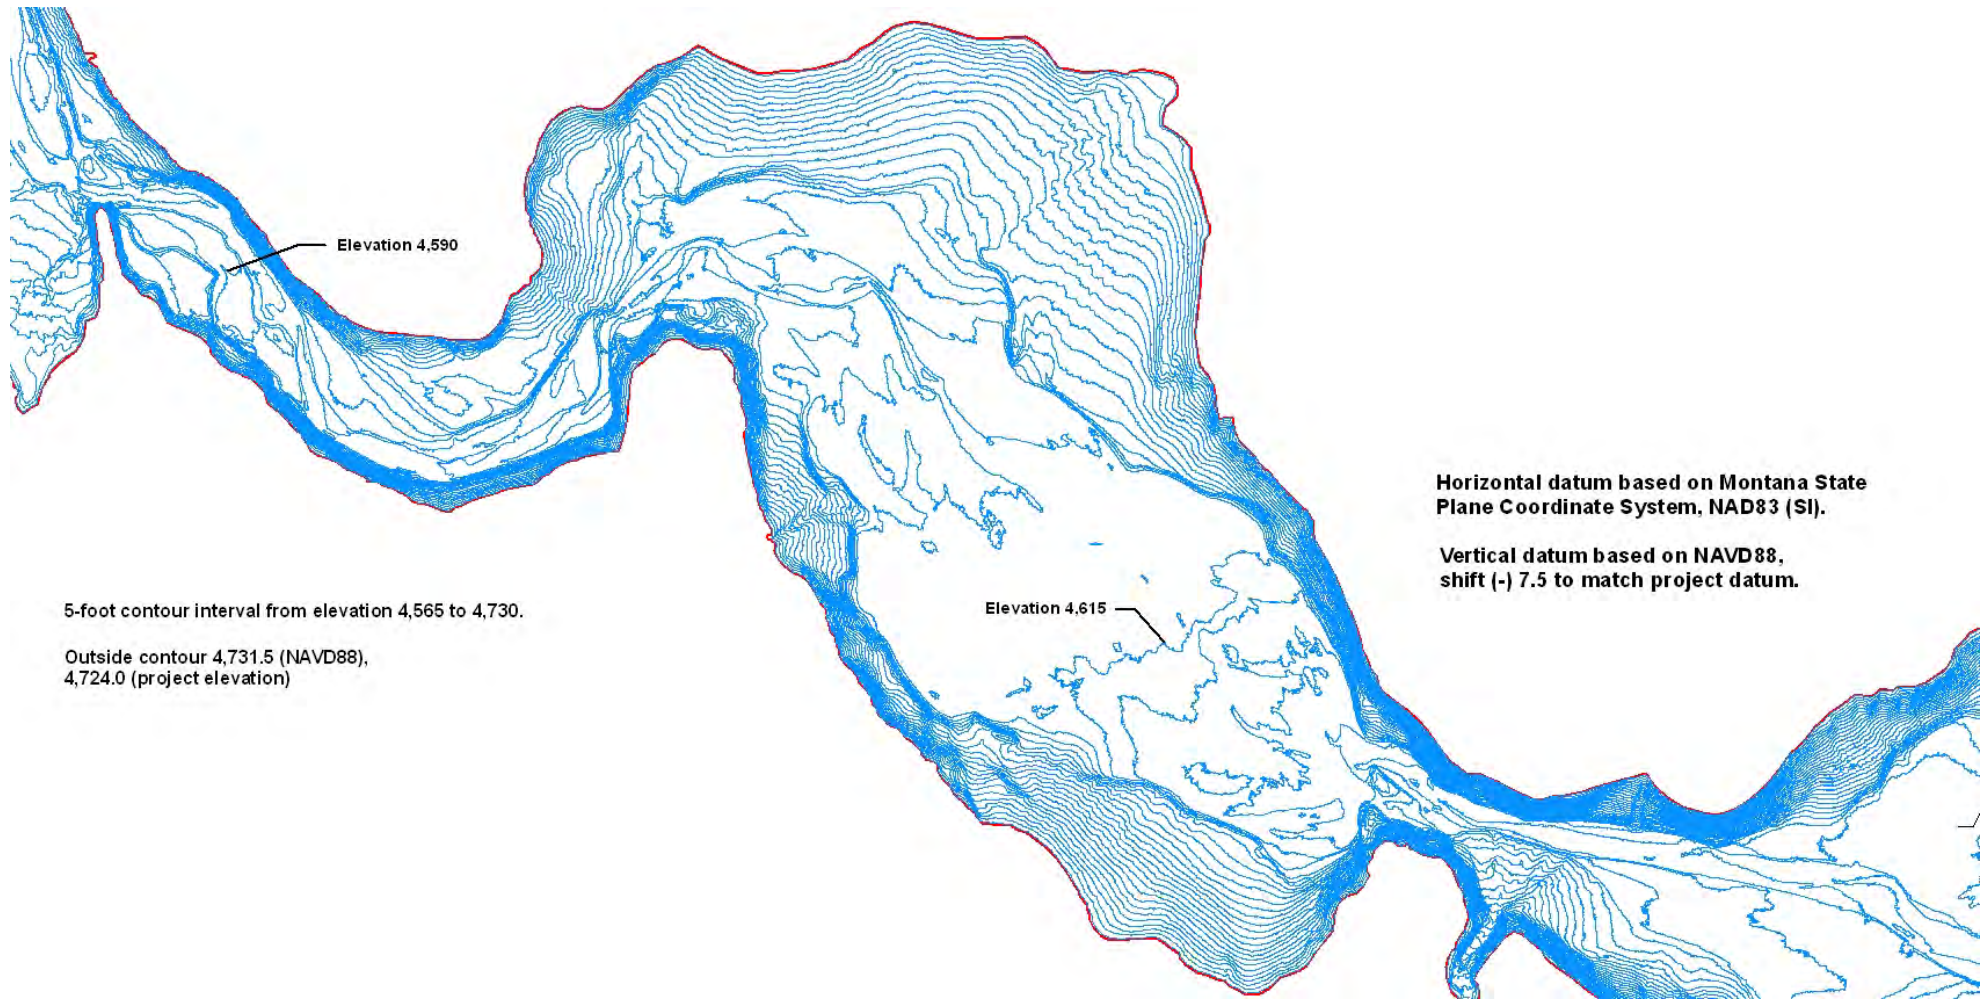 Elevation 4,590
Horizontal datum based on Montana State
Plane Coordinate System, NAD83 (SI).
Vertical datum based on NAVD88,
shift (-) 7.5 to match project datum.
5-foot contour interval from elevation 4,565 to 4,730.
Elevation 4,615
Outside contour 4,731.5 (NAVD88),
4,724.0 (project elevation)